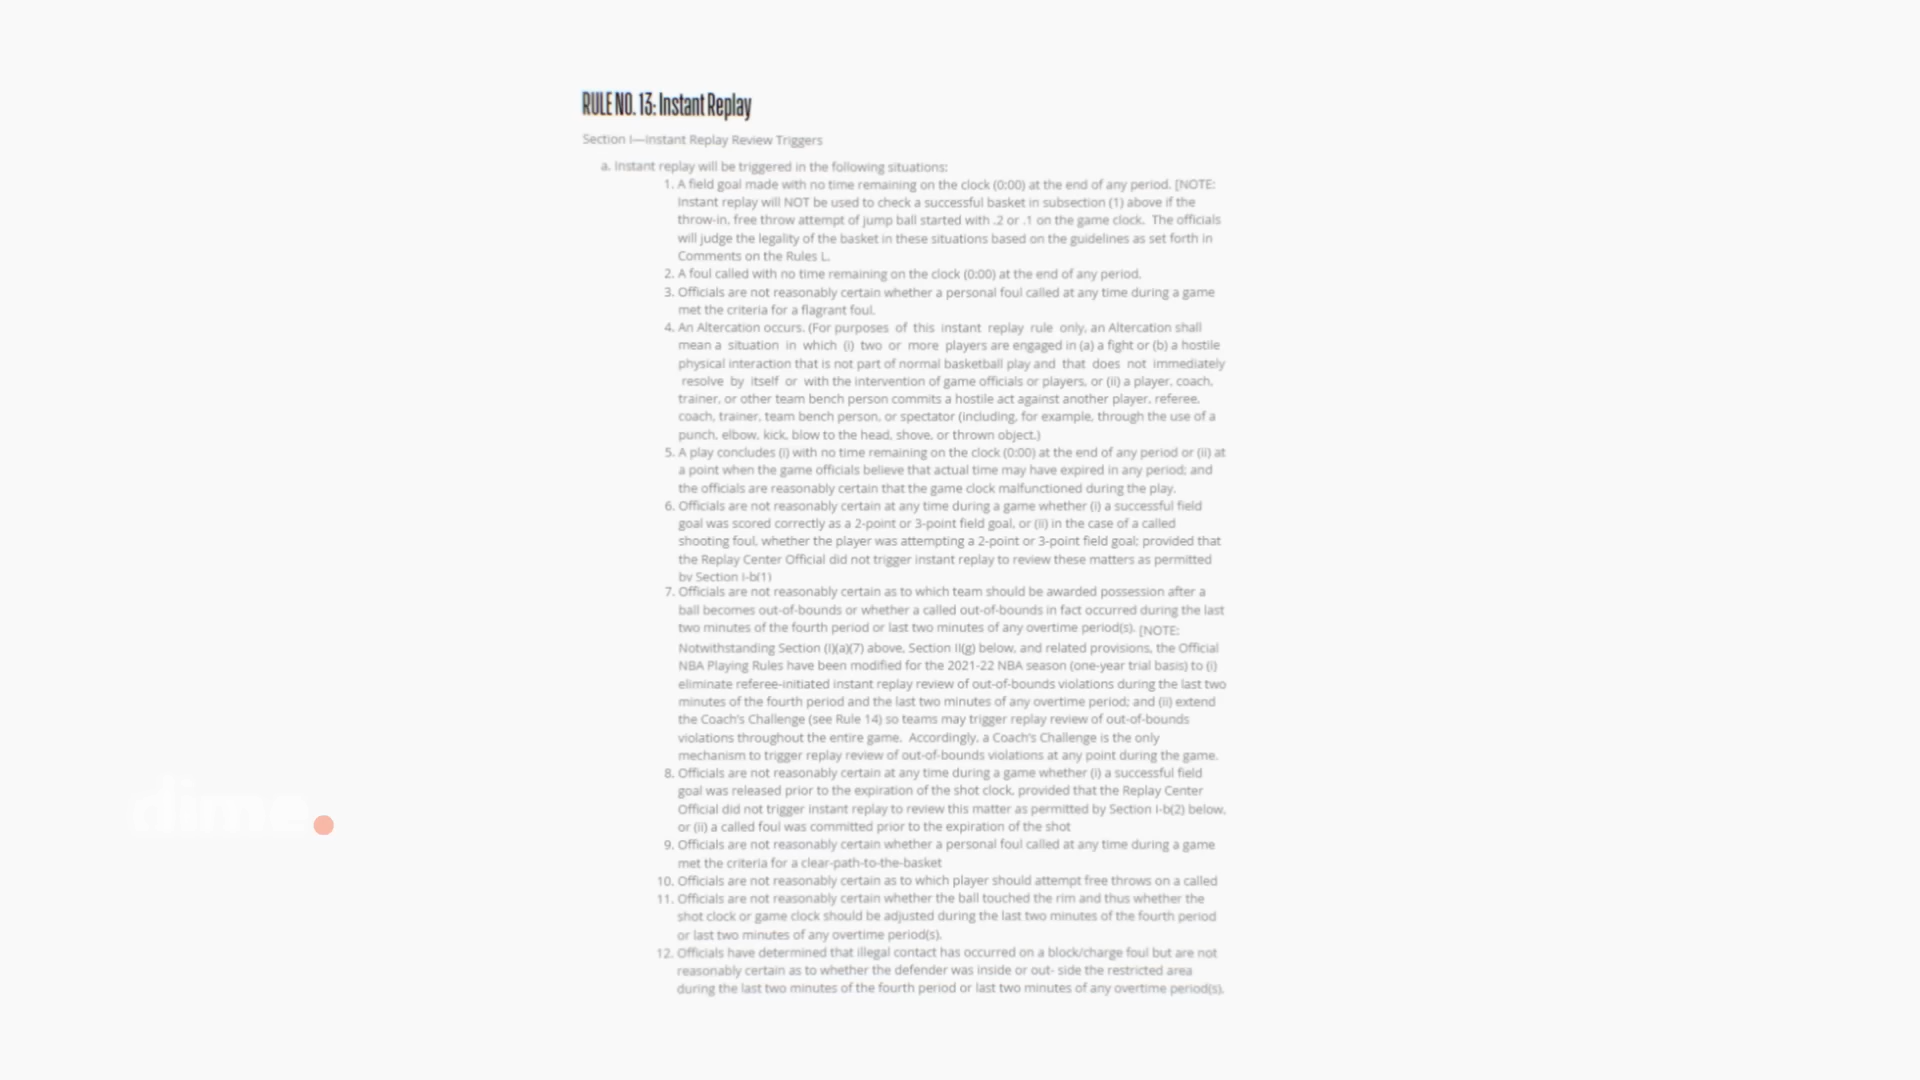 RULE NO. 13: Instant Replay
Section I—Instant Replay Review Triggers
a. Instant replay will be triggered in the following situations:
1. A field goal made with no time remaining on the clock (0:00) at the end of any period. [NOTE:
Instant replay will NOT be used to check a successful basket in subsection (1) above if the
throw-in, free throw attempt of jump ball started with .2 or .1 on the game clock. The officials
will judge the legality of the basket in these situations based on the guidelines as set forth in
Comments on the Rules L.
2. A foul called with no time remaining on the clock (0:00) at the end of any period.
3. Officials are not reasonably certain whether a personal foul called at any time during a game
met the criteria for a flagrant foul.
4. An Altercation occurs. (For purposes of this instant replay rule only, an Altercation shall
mean a situation in which (i) two or more players are engaged in (a) a fight or (b) a hostile
physical interaction that is not part of normal basketball play and that does not immediately
resolve by itself or with the intervention of game officials or players, or (ii) a player, coach,
trainer, or other team bench person commits a hostile act against another player, referee,
coach, trainer, team bench person, or spectator (including, for example, through the use of a
punch, elbow, kick, blow to the head, shove, or thrown object.)
5. A play concludes (i) with no time remaining on the clock (0:00) at the end of any period or (ii) at
a point when the game officials believe that actual time may have expired in any period; and
the officials are reasonably certain that the game clock malfunctioned during the play.
6. Officials are not reasonably certain at any time during a game whether (i) a successful field
goal was scored correctly as a 2-point or 3-point field goal, or (ii) in the case of a called
shooting foul, whether the player was attempting a 2-point or 3-point field goal; provided that
the Replay Center Official did not trigger instant replay to review these matters as permitted
by Section I-b(1)
7. Officials are not reasonably certain as to which team should be awarded possession after a
ball becomes out-of-bounds or whether a called out-of-bounds in fact occurred during the last
two minutes of the fourth period or last two minutes of any overtime period(s). [NOTE:
Notwithstanding Section (I)(a)(7) above, Section II(g) below, and related provisions, the Official
NBA Playing Rules have been modified for the 2021-22 NBA season (one-year trial basis) to (i)
eliminate referee-initiated instant replay review of out-of-bounds violations during the last two
minutes of the fourth period and the last two minutes of any overtime period; and (ii) extend
the Coach's Challenge (see Rule 14) so teams may trigger replay review of out-of-bounds
violations throughout the entire game. Accordingly, a Coach's Challenge is the only
mechanism to trigger replay review of out-of-bounds violations at any point during the game.
8. Officials are not reasonably certain at any time during a game whether (i) a successful field
goal was released prior to the expiration of the shot clock, provided that the Replay Center
Official did not trigger instant replay to review this matter as permitted by Section I-b(2) below,
or (ii) a called foul was committed prior to the expiration of the shot
9. Officials are not reasonably certain whether a personal foul called at any time during a game
met the criteria for a clear-path-to-the-basket
10. Officials are not reasonably certain as to which player should attempt free throws on a called
11. Officials are not reasonably certain whether the ball touched the rim and thus whether the
shot clock or game clock should be adjusted during the last two minutes of the fourth period
or last two minutes of any overtime period(s).
12. Officials have determined that illegal contact has occurred on a block/charge foul but are not
reasonably certain as to whether the defender was inside or out- side the restricted area
during the last two minutes of the fourth period or last two minutes of any overtime period(s).
dime.